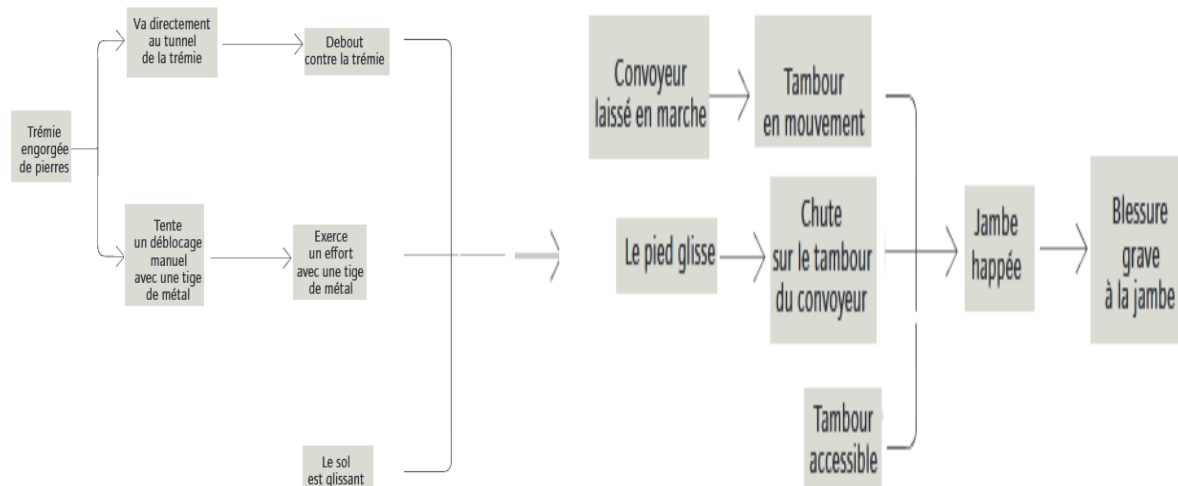 Trémie
engorgée
de pierres
Va directement
au tunnel
de la trémie
Debout
contre la trémie
Tente
un déblocage
manuel
avec une tige
de métal
Exerce
un effort
avec une tige
de métal
Le sol
est glissant
Convoyeur
laissé en marche
Tambour
en mouvement
Le pied glisse
Chute
sur le tambour
du convoyeur
Tambour
accessible
Jambe
happée
Blessure
grave
à la jambe